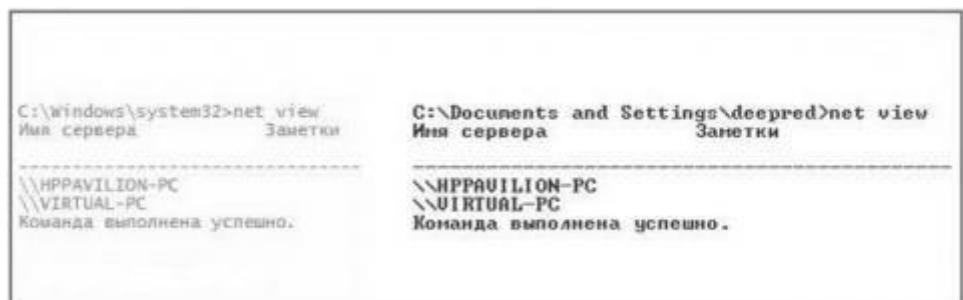 C:\Windows\system32>net view
Имя сервера Заметки
-------------------------------
\\HPPAVILION-PC
\\VIRTUAL-PC
Команда выполнена успешно.
C:\Documents and Settings\deepred>net view
Имя сервера Заметки
-------------------------------
\\HPPAVILION-PC
\\VIRTUAL-PC
Команда выполнена успешно.